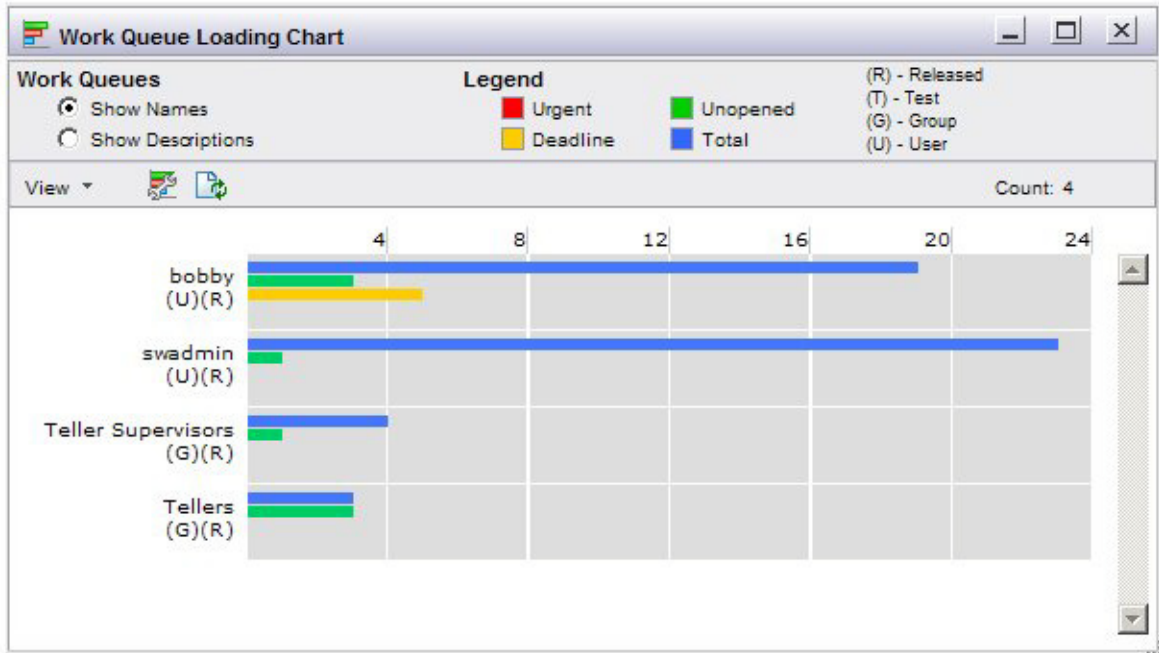 Work Queue Loading Chart
Work Queues
Show Names
Show Descriptions
Legend
Urgent
Unopened
Deadline
Total
(R) - Released
(T) - Test
(G) - Group
(U) - User
View
Count: 4
4 8 12 16 20 24
bobby
(U)(R)
swadmin
(U)(R)
Teller Supervisors
(G)(R)
Tellers
(G)(R)